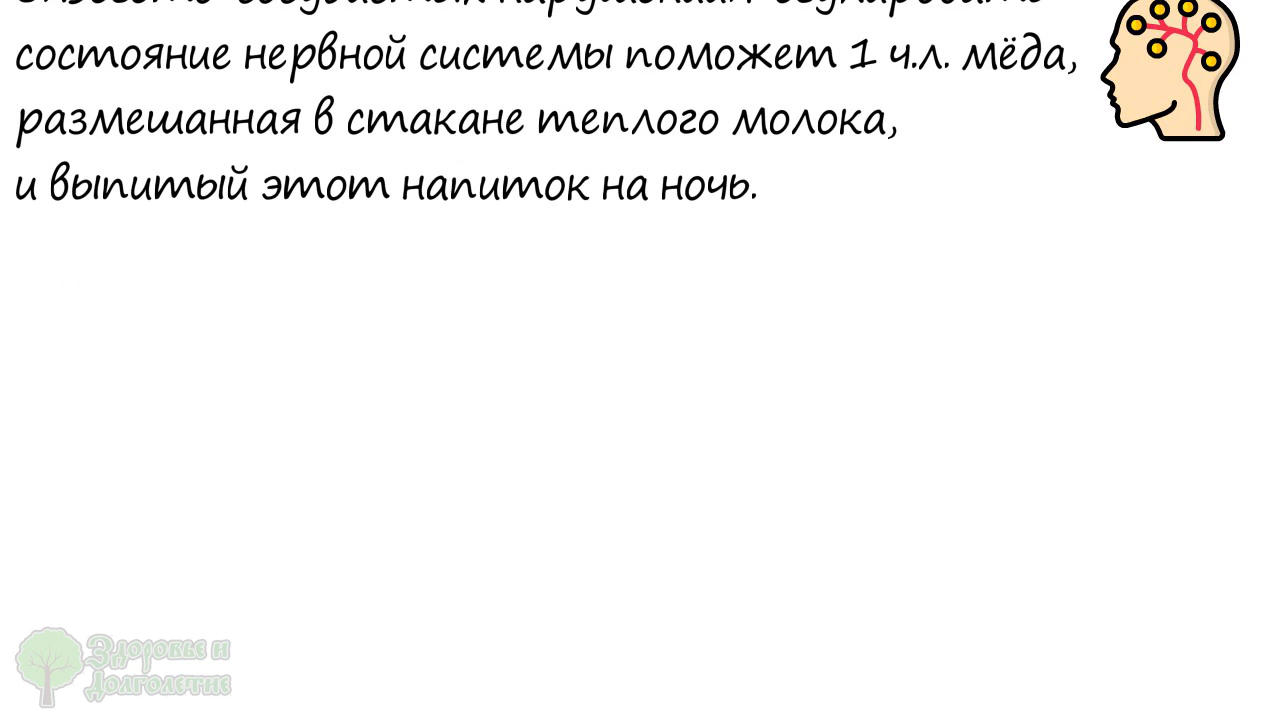 состояние нервной системы поможет 1 ч.л. мёда,
размешанная в стакане теплого молока,
и выпитый этот напиток на ночь.
Здоровье и
Долголетие